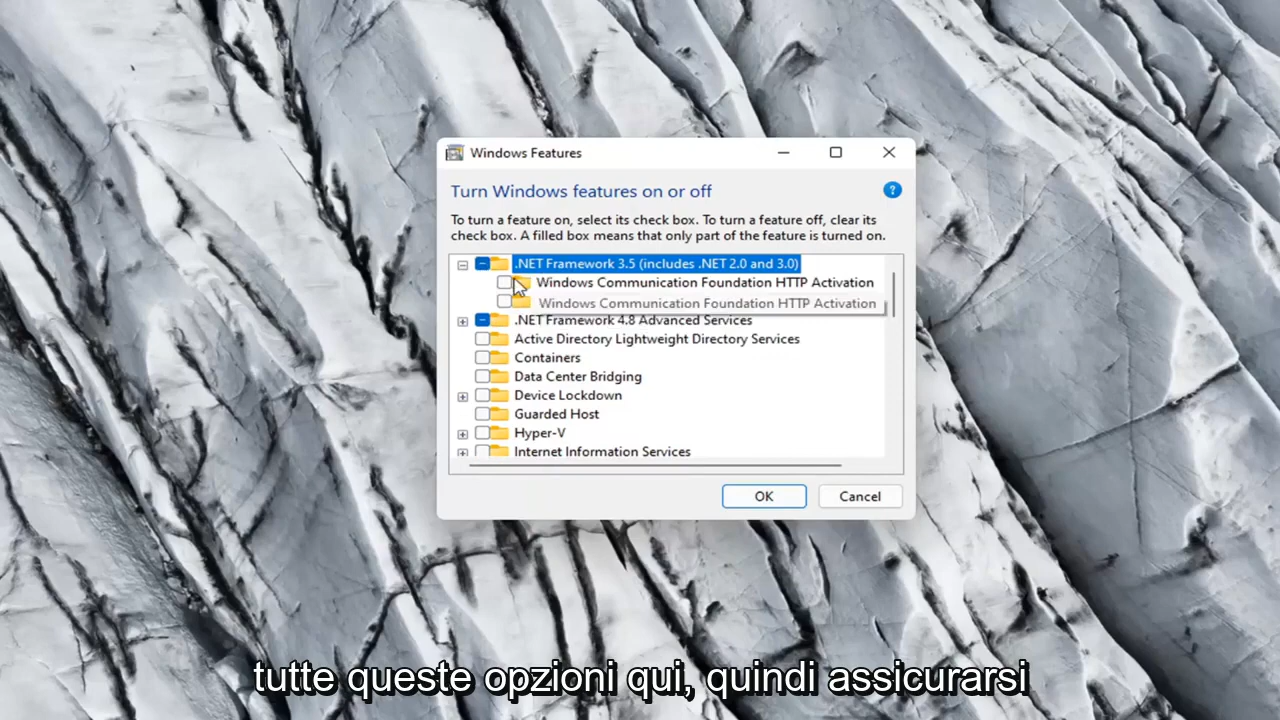 Windows Features
Turn Windows features on or off
?
To turn a feature on, select its check box. To turn a feature off, clear its
check box. A filled box means that only part of the feature is turned on.
.NET Framework 3.5 (includes .NET 2.0 and 3.0)
Windows Communication Foundation HTTP Activation
Windows Communication Foundation HTTP Activation
.NET Framework 4.8 Advanced Services
Active Directory Lightweight Directory Services
Containers
Data Center Bridging
Device Lockdown
Guarded Host
Hyper-V
Internet Information Services
OK
Cancel
tutte queste opzioni qui, quindi assicurarsi